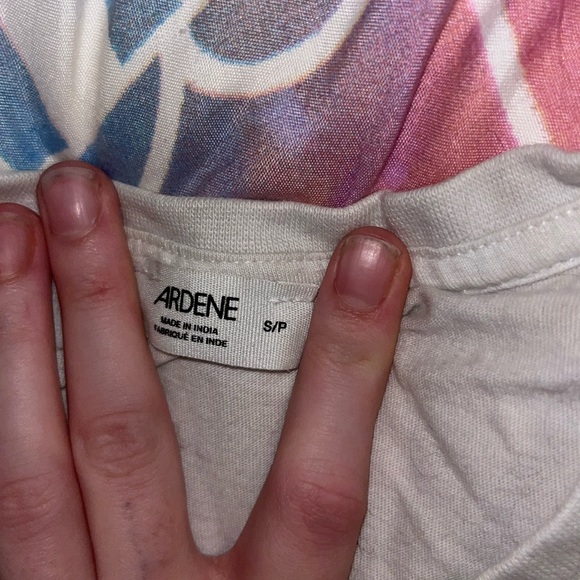 ARDENE
S/P
MADE IN INDIA
FABRIQUÉ EN INDE